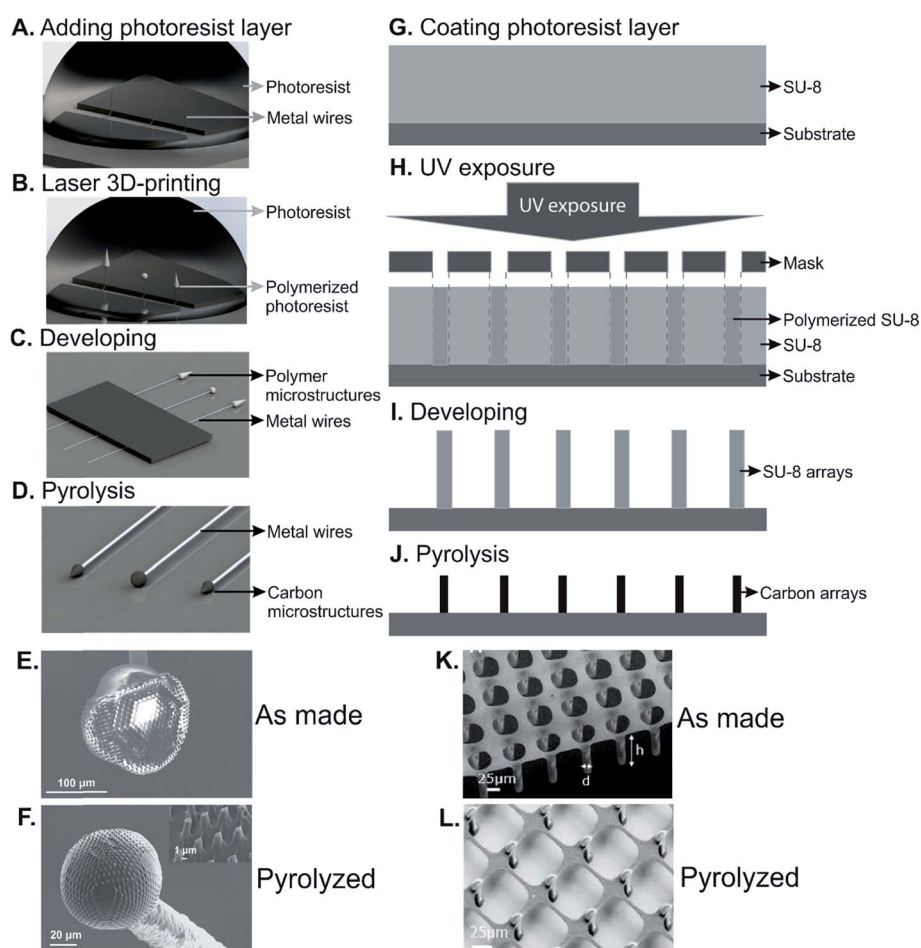 A. Adding photoresist layer
Photoresist
Metal wires
B. Laser 3D-printing
Photoresist
Polymerized
photoresist
C. Developing
Polymer
microstructures
Metal wires
D. Pyrolysis
Metal wires
Carbon
microstructures
E.
As made
100 μm
F.
1 μm
Pyrolyzed
20 μm
G. Coating photoresist layer
SU-8
Substrate
H. UV exposure
UV exposure
Mask
Polymerized SU-8
SU-8
Substrate
I. Developing
SU-8 arrays
J. Pyrolysis
Carbon arrays
K.
As made
h
d
25μm
L.
Pyrolyzed
25μm